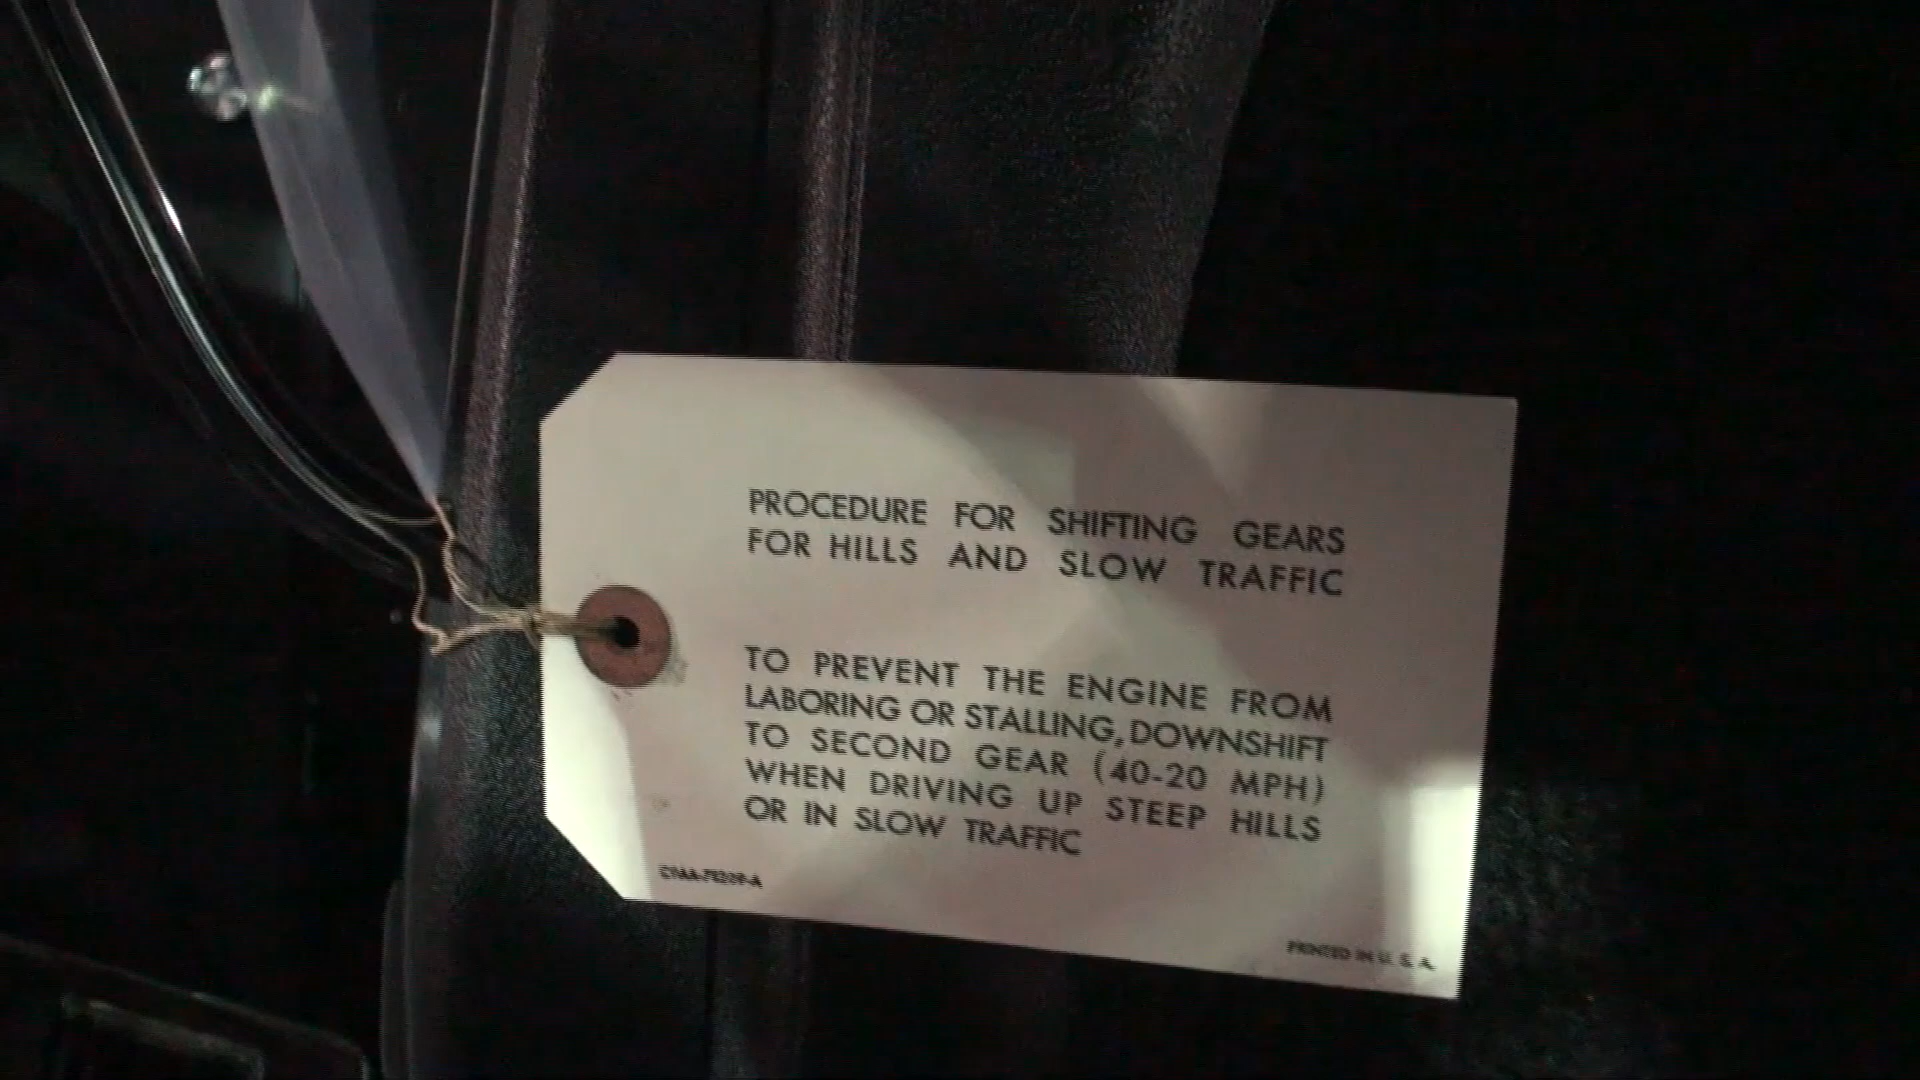 PROCEDURE FOR SHIFTING GEARS
FOR HILLS AND SLOW TRAFFIC
TO PREVENT THE ENGINE FROM
LABORING OR STALLING, DOWNSHIFT
TO SECOND GEAR (40-20 MPH)
WHEN DRIVING UP STEEP HILLS
OR IN SLOW TRAFFIC
PRINTED IN U. S. A.